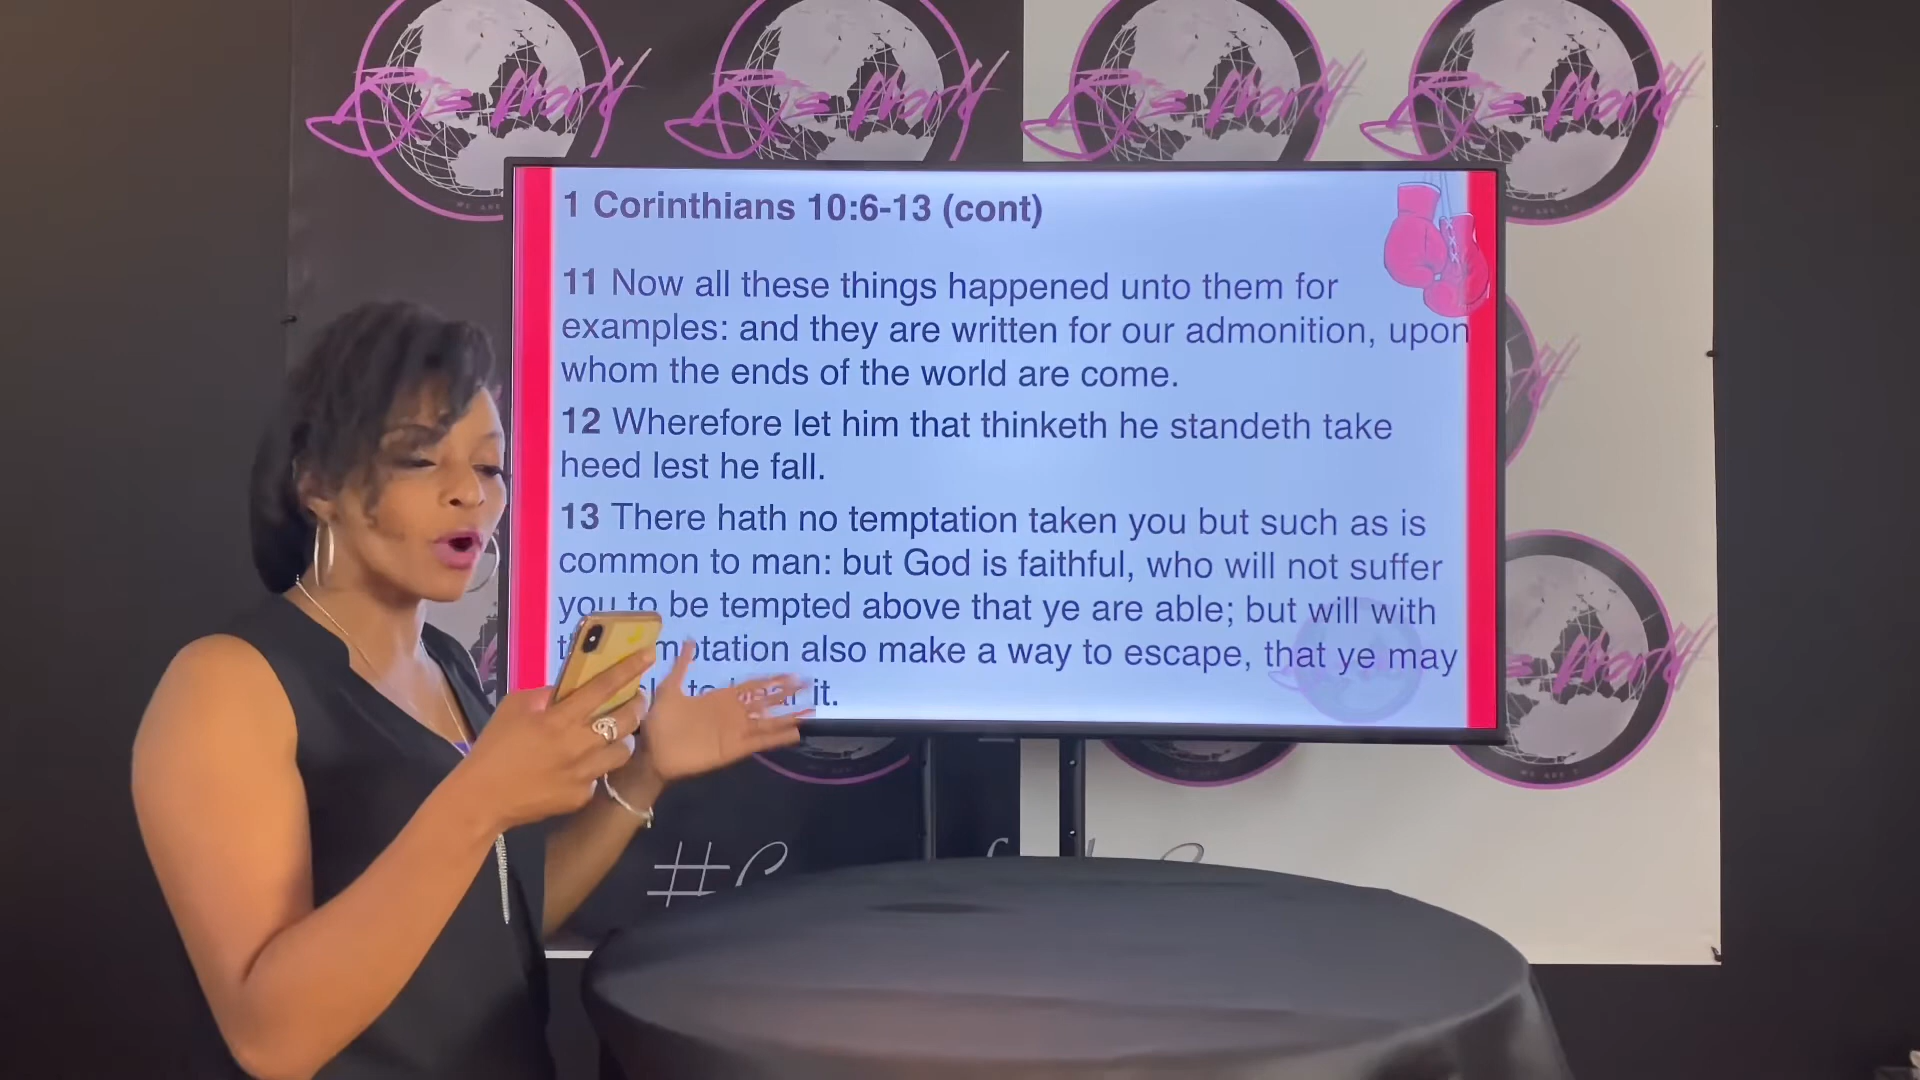 1 Corinthians 10:6-13 (cont)
11 Now all these things happened unto them for
examples: and they are written for our admonition, upon
whom the ends of the world are come.
12 Wherefore let him that thinketh he standeth take
heed lest he fall.
13 There hath no temptation taken you but such as is
common to man: but God is faithful, who will not suffer
you to be tempted above that ye are able; but will with
also make a way to escape, that ye may
to bear it.